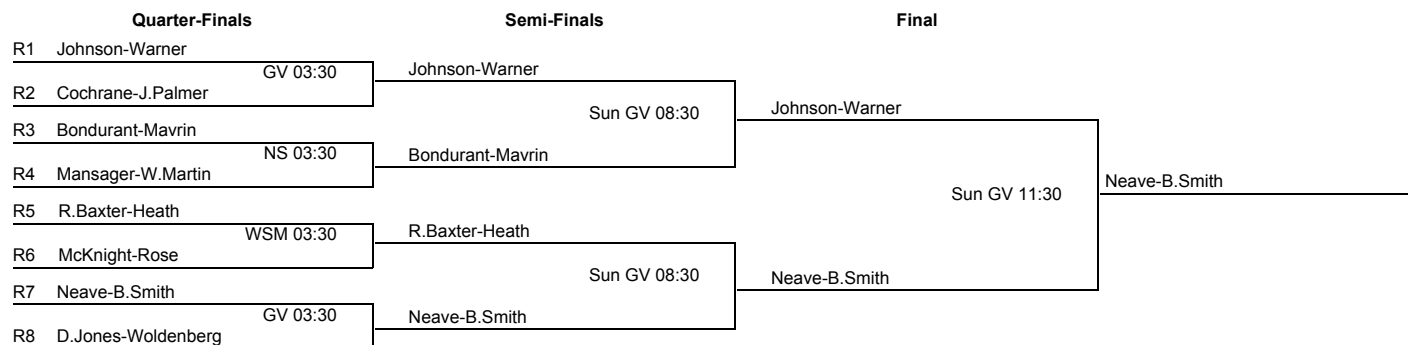 Quarter-Finals Semi-Finals Final
R1 Johnson-Warner
GV 03:30 Johnson-Warner
R2 Cochrane-J.Palmer
Sun GV 08:30 Johnson-Warner
R3 Bondurant-Mavrin
NS 03:30 Bondurant-Mavrin
R4 Mansager-W.Martin
Sun GV 11:30 Neave-B.Smith
R5 R.Baxter-Heath
WSM 03:30 R.Baxter-Heath
R6 McKnight-Rose
Sun GV 08:30 Neave-B.Smith
R7 Neave-B.Smith
GV 03:30 Neave-B.Smith
R8 D.Jones-Woldenberg